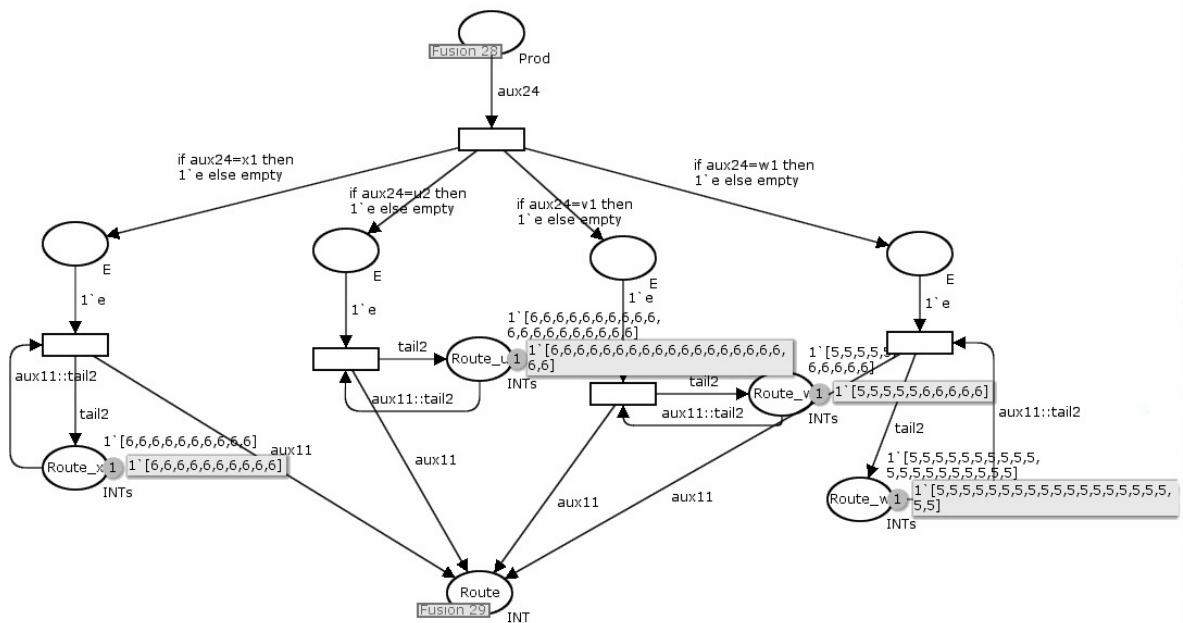 Fusion 28
Prod
aux24
if aux24=x1 then
1`e else empty
if aux24=u2 then
1`e else empty
if aux24=v1 then
1`e else empty
if aux24=w1 then
1`e else empty
E
E
E
E
1`e
1`e
1`e
1`e
1`[6,6,6,6,6,6,6,6,6,6,
6,6,6,6,6,6,6,6,6,6]
tail2
Route_u
1
1`[6,6,6,6,6,6,6,6,6,6,6,6,6,6,6,6,6,6,
6,6]
INTs
aux11::tail2
1`[5,5,5,5,5
6,6,6,6,6]
tail2
Route_v
1
1`[5,5,5,5,5,6,6,6,6,6]
INTs
aux11::tail2
aux11::tail2
tail2
aux11::tail2
tail2
1`[6,6,6,6,6,6,6,6,6,6]
Route_x
1
1`[6,6,6,6,6,6,6,6,6,6]
INTs
aux11
aux11
aux11
aux11
1`[5,5,5,5,5,5,5,5,5,5,
5,5,5,5,5,5,5,5,5,5]
Route_w
1
1`[5,5,5,5,5,5,5,5,5,5,5,5,5,5,5,5,5,5,
5,5]
INTs
Route
Fusion 29
INT